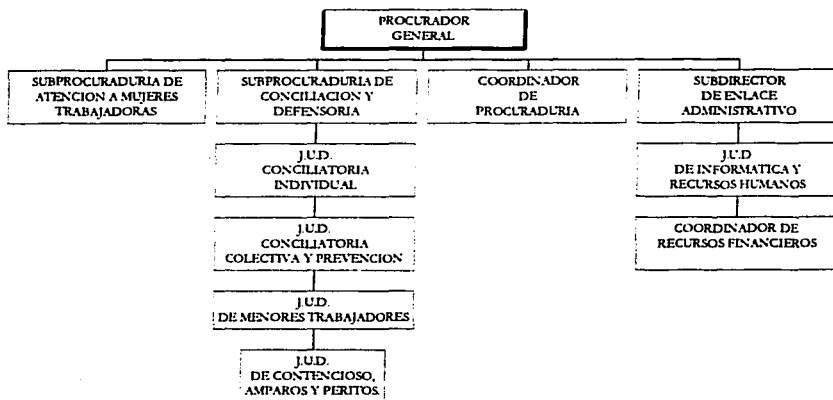 PROCURADOR
GENERAL
SUBPROCURADURIA DE
ATENCION A MUJERES
TRABAJADORAS
SUBPROCURADURIA DE
CONCILIACION Y
DEFENSORIA
COORDINADOR
DE
PROCURADURIA
SUBDIRECTOR
DE ENLACE
ADMINISTRATIVO
J.U.D.
CONCILIATORIA
INDIVIDUAL
J.U.D
DE INFORMATICA Y
RECURSOS HUMANOS
J.U.D.
CONCILIATORIA
COLECTIVA Y PREVENCION
COORDINADOR DE
RECURSOS FINANCIEROS
J.U.D.
DE MENORES TRABAJADORES
J.U.D.
DE CONTENCIOSO,
AMPAROS Y PERITOS.